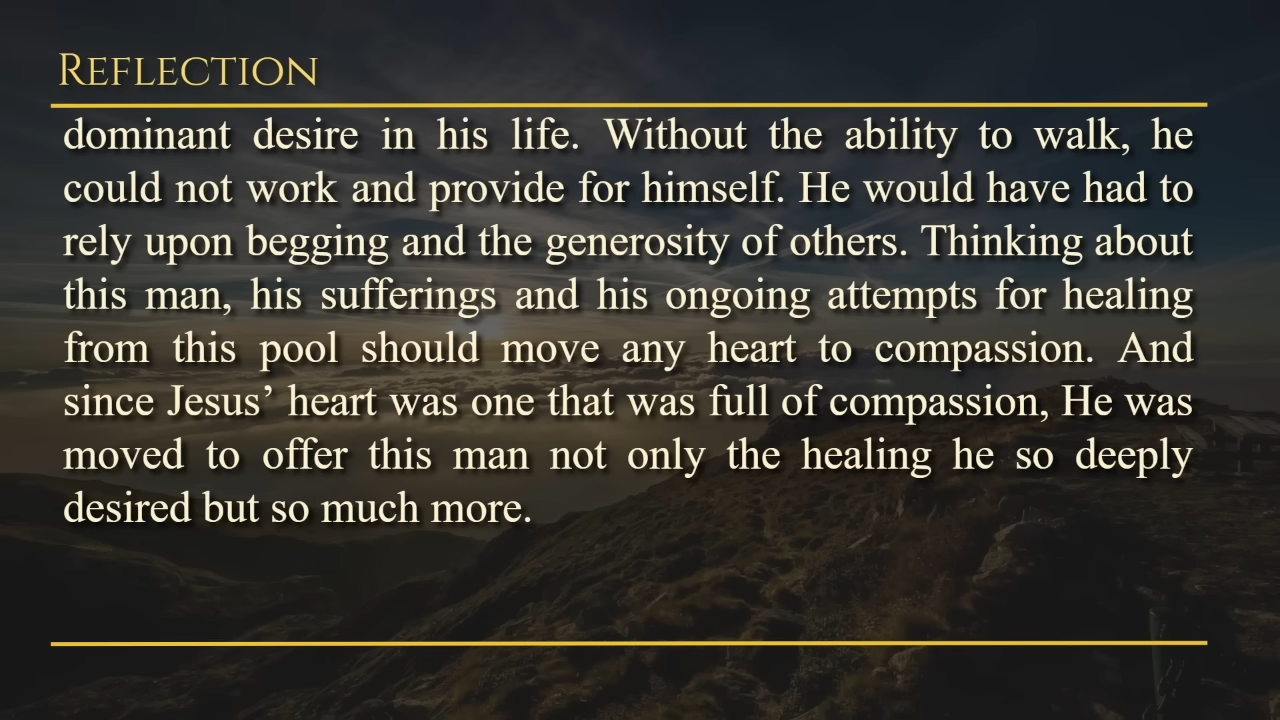 Reflection
dominant desire in his life. Without the ability to walk, he
could not work and provide for himself. He would have had to
rely upon begging and the generosity of others. Thinking about
this man, his sufferings and his ongoing attempts for healing
from this pool should move any heart to compassion. And
since Jesus’ heart was one that was full of compassion, He was
moved to offer this man not only the healing he so deeply
desired but so much more.